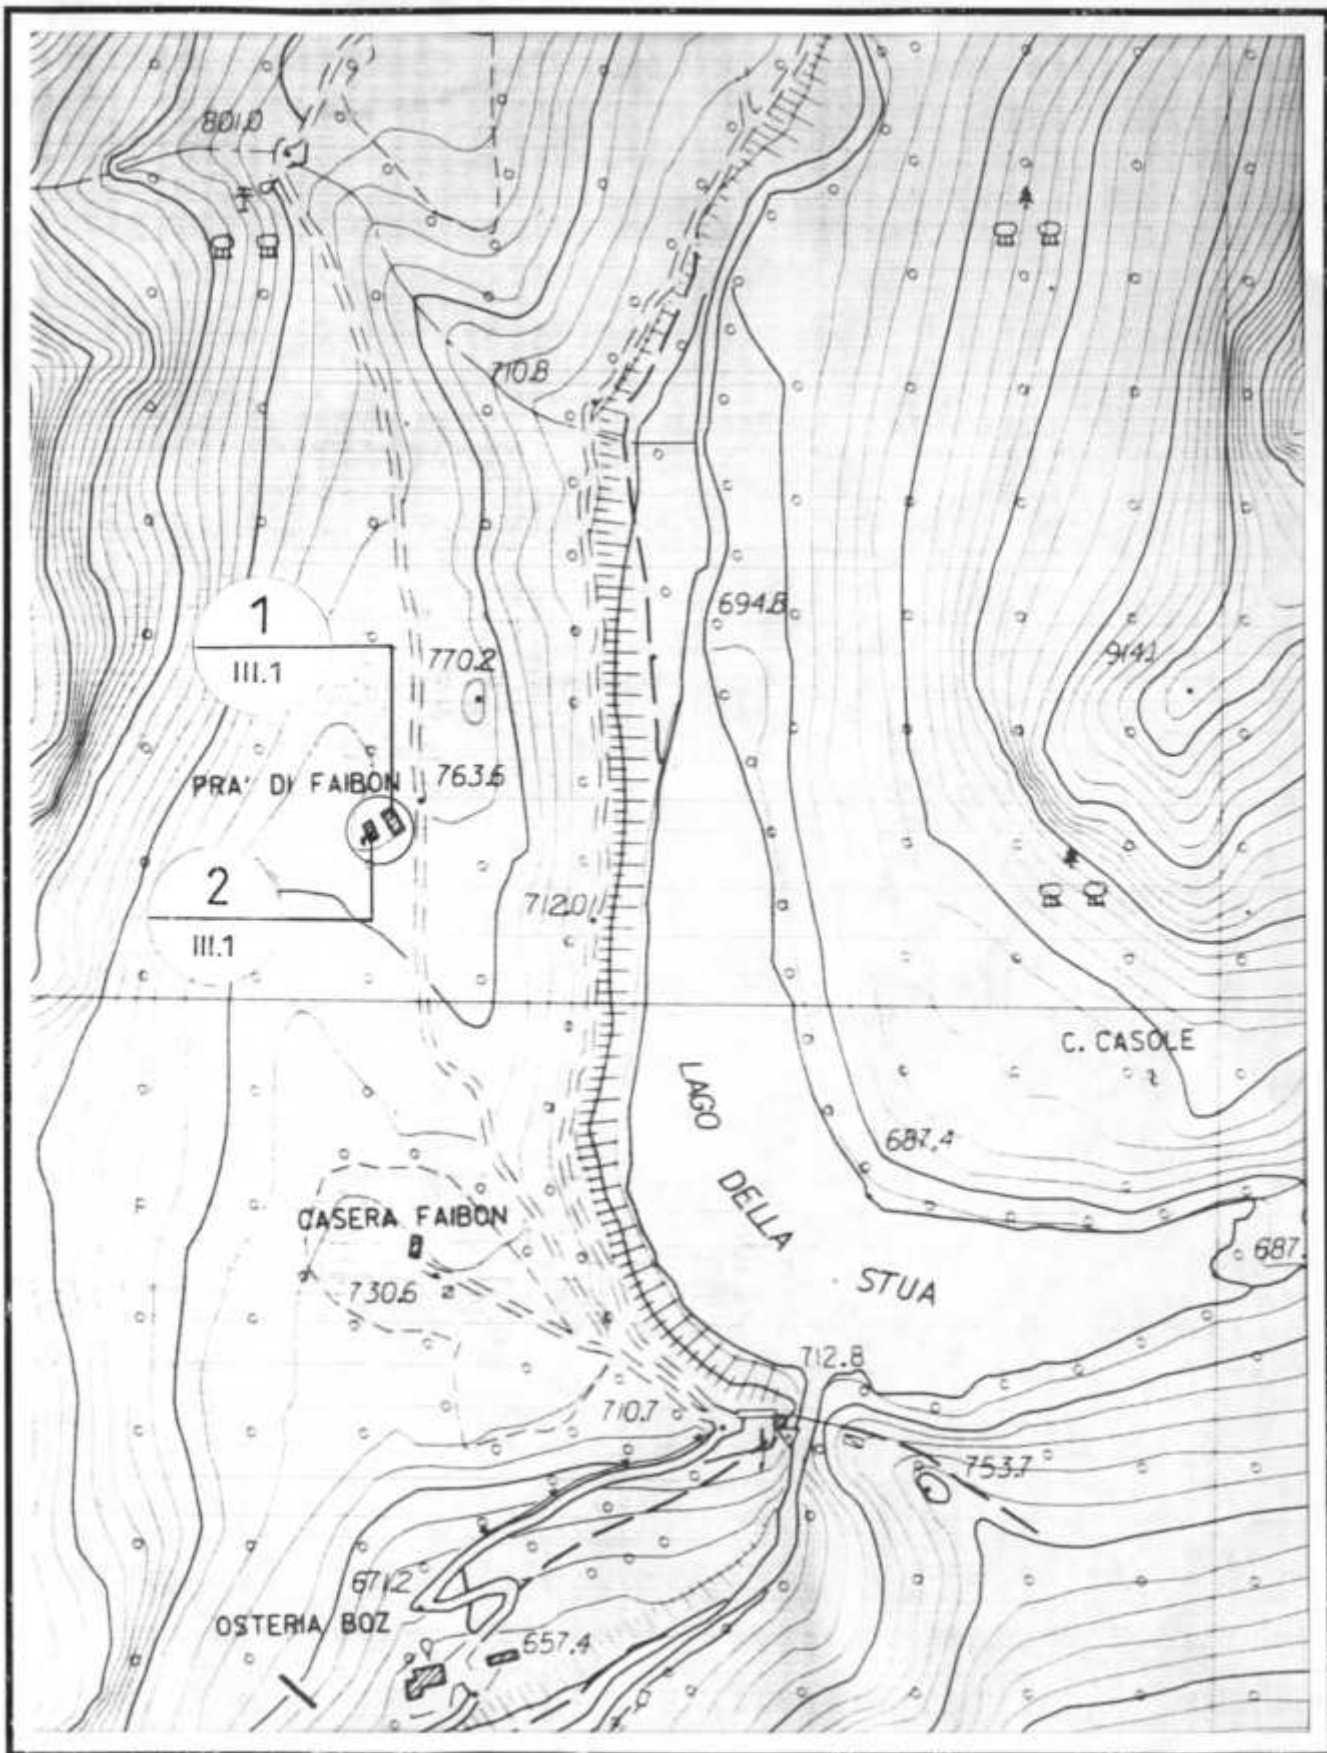 801.0
710.8
1
III.1
694.8
770.2
914.1
PRA' DI FAIBON
763.6
2
III.1
712.0
C. CASOLE
LAGO
DELLA
STUA
687,4
CASERA FAIBON
730.6
687.
712.8
710.7
753.7
671.2
OSTERIA BOZ
657.4